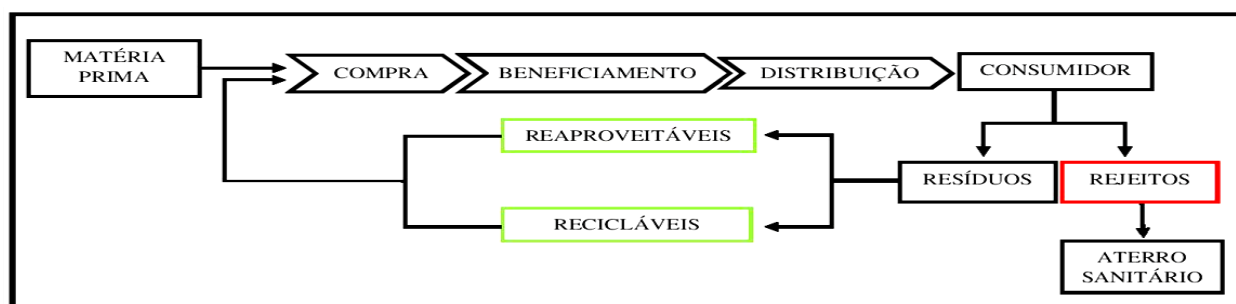 MATÉRIA
PRIMA
COMPRA
BENEFICIAMENTO
DISTRIBUIÇÃO
CONSUMIDOR
REAPROVEITÁVEIS
RESÍDUOS
REJEITOS
RECICLÁVEIS
ATERRO
SANITÁRIO